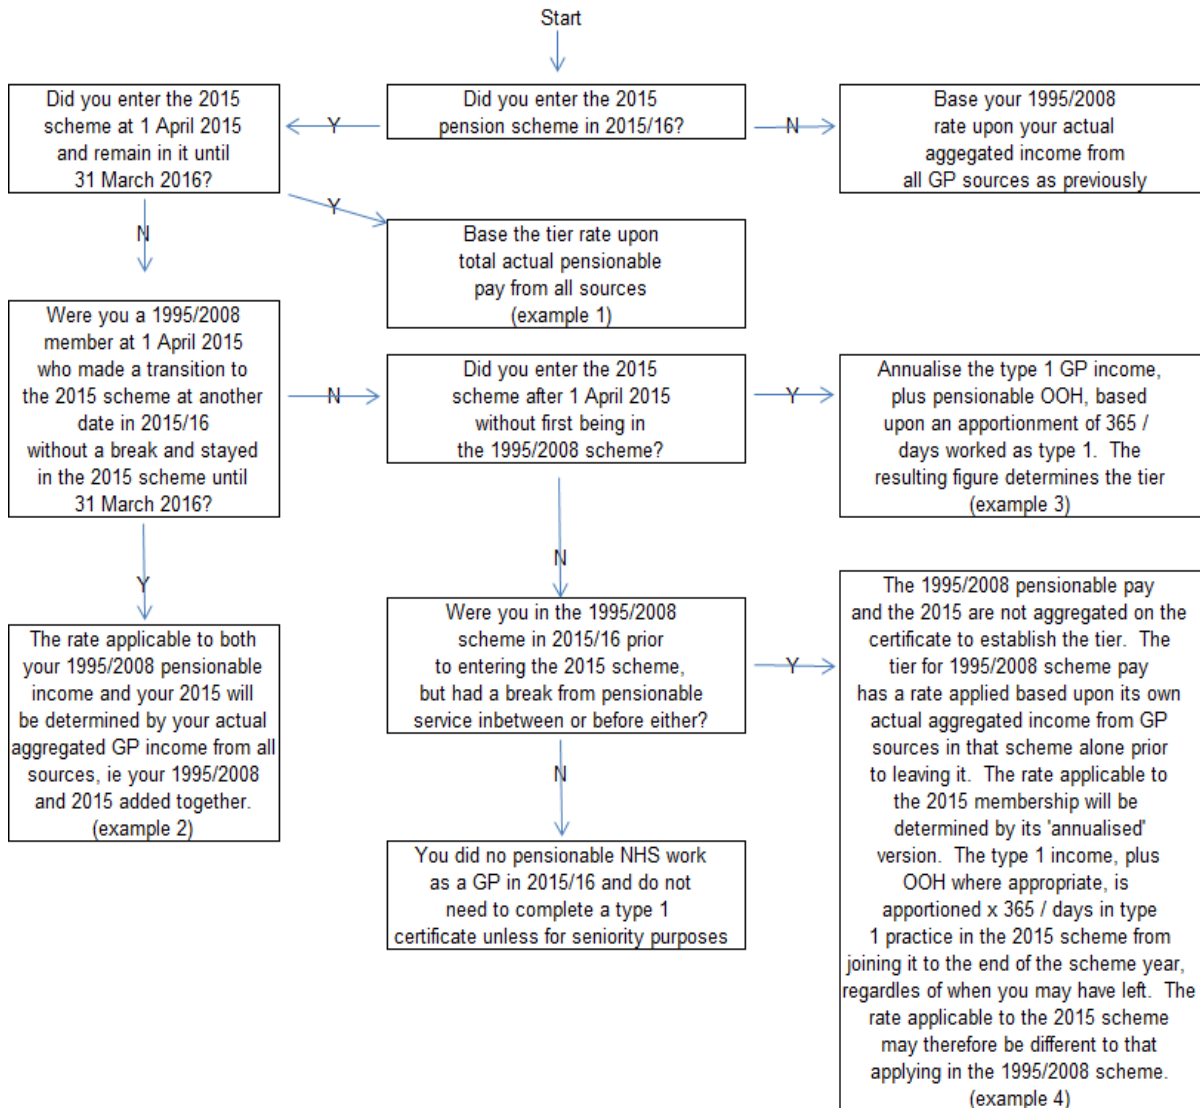 Start
Did you enter the 2015
scheme at 1 April 2015
and remain in it until
31 March 2016?
Y
Did you enter the 2015
pension scheme in 2015/16?
N
Base your 1995/2008
rate upon your actual
aggegated income from
all GP sources as previously
Y
N
Base the tier rate upon
total actual pensionable
pay from all sources
(example 1)
Were you a 1995/2008
member at 1 April 2015
who made a transition to
the 2015 scheme at another
date in 2015/16
without a break and stayed
in the 2015 scheme until
31 March 2016?
N
Did you enter the 2015
scheme after 1 April 2015
without first being in
the 1995/2008 scheme?
Y
Annualise the type 1 GP income,
plus pensionable OOH, based
upon an apportionment of 365 /
days worked as type 1.  The
resulting figure determines the tier
(example 3)
Y
N
The rate applicable to both
your 1995/2008 pensionable
income and your 2015 will
be determined by your actual
aggregated GP income from all
sources, ie your 1995/2008
and 2015 added together.
(example 2)
Were you in the 1995/2008
scheme in 2015/16 prior
to entering the 2015 scheme,
but had a break from pensionable
service inbetween or before either?
Y
The 1995/2008 pensionable pay
and the 2015 are not aggregated on the
certificate to establish the tier.  The
tier for 1995/2008 scheme pay
has a rate applied based upon its own
actual aggregated income from GP
sources in that scheme alone prior
to leaving it.  The rate applicable to
the 2015 membership will be
determined by its 'annualised'
version.  The type 1 income, plus
OOH where appropriate, is
apportioned x 365 / days in type
1 practice in the 2015 scheme from
joining it to the end of the scheme year,
regardless of when you may have left.  The
rate applicable to the 2015 scheme
may therefore be different to that
applying in the 1995/2008 scheme.
(example 4)
N
You did no pensionable NHS work
as a GP in 2015/16 and do not
need to complete a type 1
certificate unless for seniority purposes